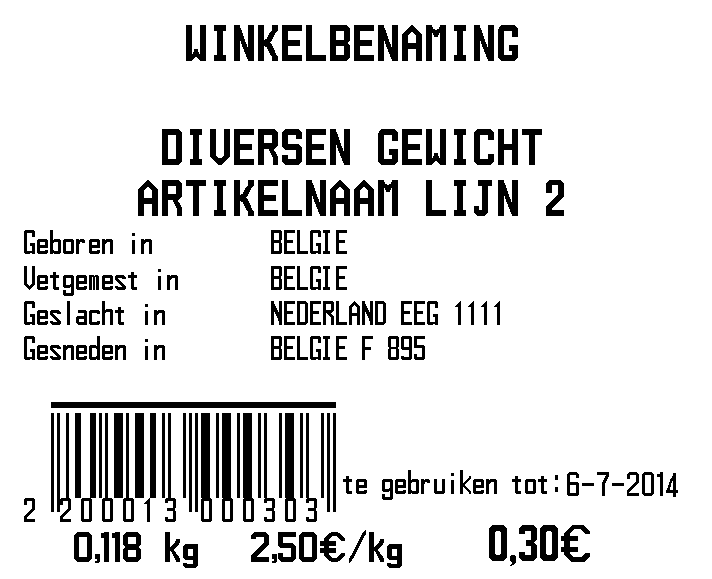 WINKELBENAMING
DIVERSEN GEWICHT
ARTIKELNAAM LIJN 2
Geboren in BELGIE
Vetgemest in BELGIE
Geslacht in NEDERLAND EEG 1111
Gesneden in BELGIE F 895
te gebruiken tot: 6-7-2014
2 200013 000303
0,118 kg 2,50€/kg 0,30€